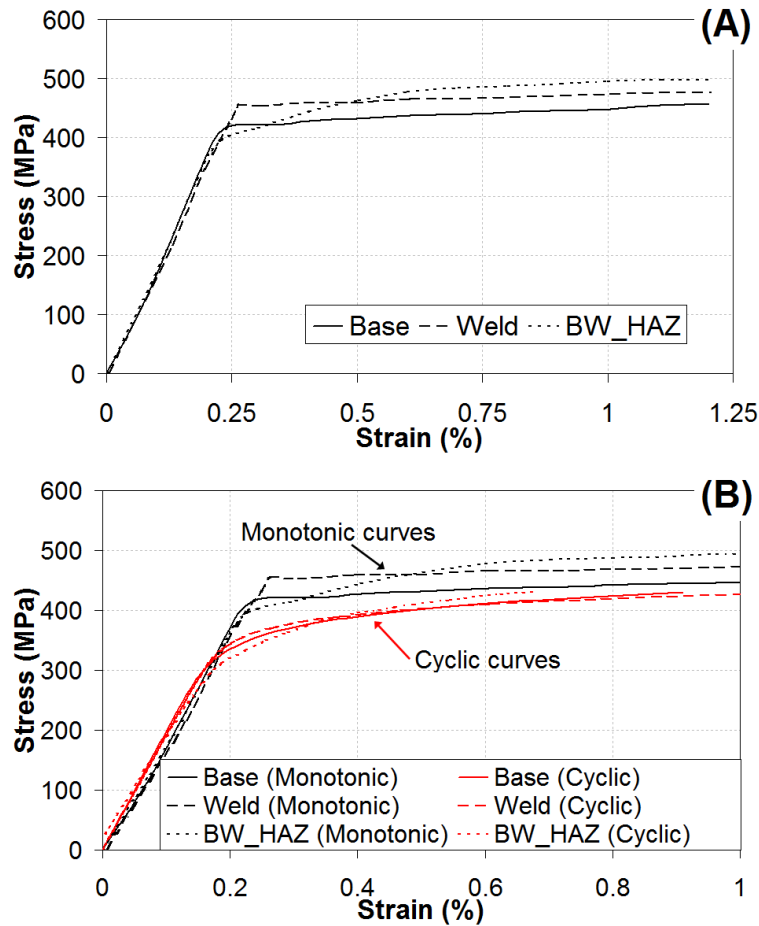 (A)
600
500
400
300
200
100
0
Stress (MPa)
Base Weld BW_HAZ
0 0.25 0.5 0.75 1 1.25
Strain (%)
(B)
600
500
400
300
200
100
0
Stress (MPa)
Monotonic curves
Cyclic curves
Base (Monotonic) Base (Cyclic)
Weld (Monotonic) Weld (Cyclic)
BW_HAZ (Monotonic) BW_HAZ (Cyclic)
0 0.2 0.4 0.6 0.8 1
Strain (%)